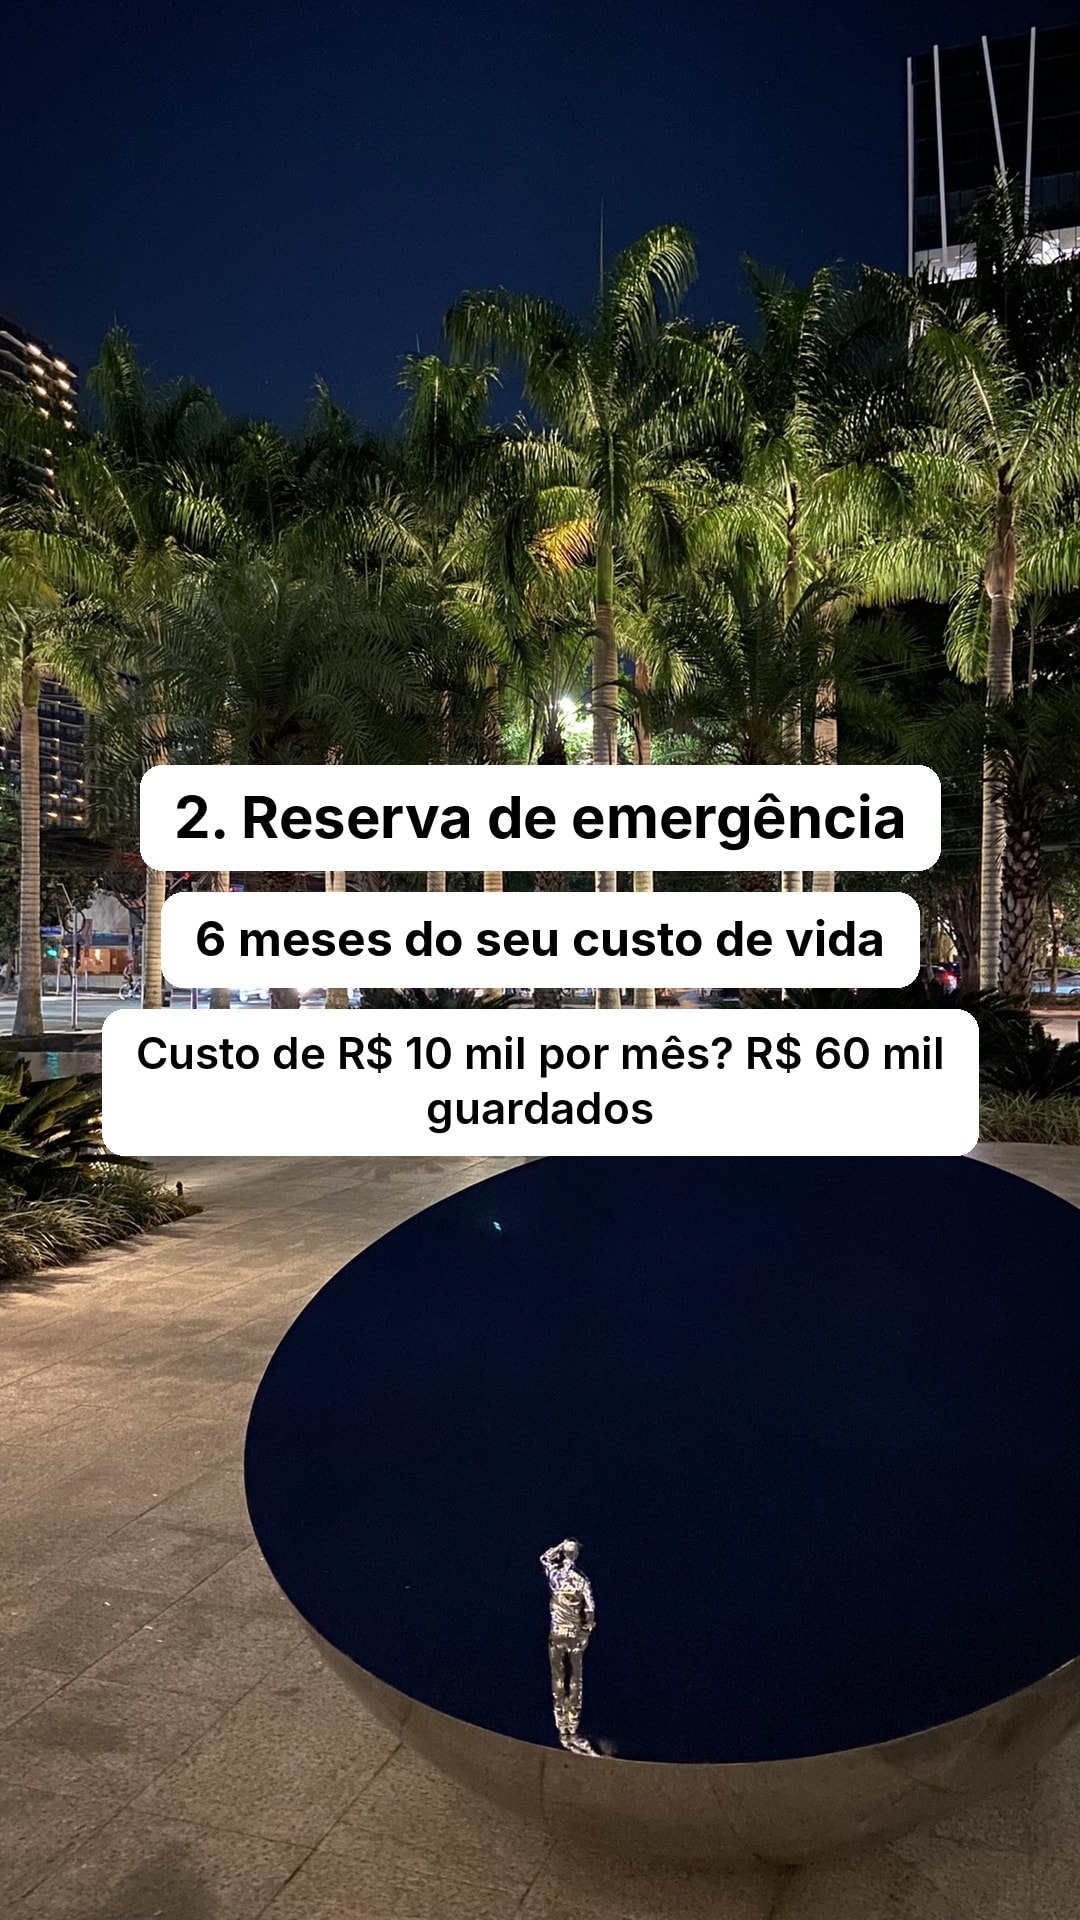 2. Reserva de emergência
6 meses do seu custo de vida
Custo de R$ 10 mil por mês? R$ 60 mil
guardados